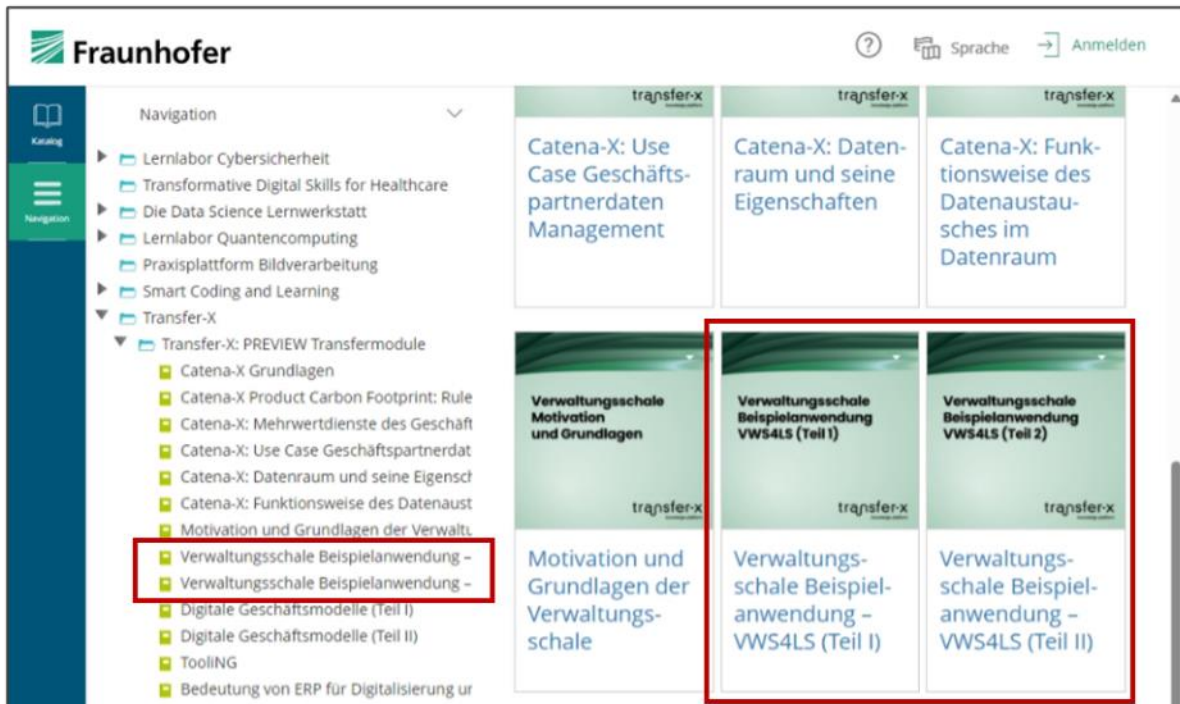 Fraunhofer
Sprache
Anmelden
Katalog
Navigation
Navigation
Lernlabor Cybersicherheit
Transformative Digital Skills for Healthcare
Die Data Science Lernwerkstatt
Lernlabor Quantencomputing
Praxisplattform Bildverarbeitung
Smart Coding and Learning
Transfer-X
Transfer-X: PREVIEW Transfermodule
Catena-X Grundlagen
Catena-X Product Carbon Footprint: Rule
Catena-X: Mehrwertdienste des Geschäft
Catena-X: Use Case Geschäftspartnerdat
Catena-X: Datenraum und seine Eigensch
Catena-X: Funktionsweise des Datenaust
Motivation und Grundlagen der Verwaltu
Verwaltungsschale Beispielanwendung –
Verwaltungsschale Beispielanwendung –
Digitale Geschäftsmodelle (Teil I)
Digitale Geschäftsmodelle (Teil II)
TooliNG
Bedeutung von ERP für Digitalisierung ur
transfer-x
Catena-X: Use
Case Geschäfts-
partnerdaten
Management
transfer-x
Catena-X: Daten-
raum und seine
Eigenschaften
transfer-x
Catena-X: Funk-
tionsweise des
Datenaustau-
sches im
Datenraum
Verwaltungsschale
Motivation
und Grundlagen
transfer-x
Motivation und
Grundlagen der
Verwaltungs-
schale
Verwaltungsschale
Beispielanwendung
VWS4LS (Teil 1)
transfer-x
Verwaltungs-
schale Beispiel-
anwendung –
VWS4LS (Teil I)
Verwaltungsschale
Beispielanwendung
VWS4LS (Teil 2)
transfer-x
Verwaltungs-
schale Beispiel-
anwendung –
VWS4LS (Teil II)